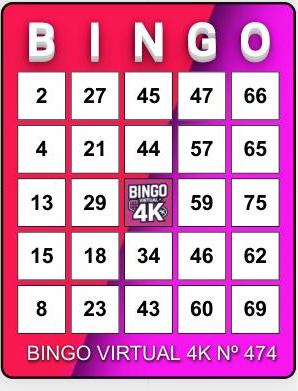 B I N G O
2 27 45 47 66
4 21 44 57 65
13 29 BINGO VIRTUAL 4K 59 75
15 18 34 46 62
8 23 43 60 69
BINGO VIRTUAL 4K Nº 474